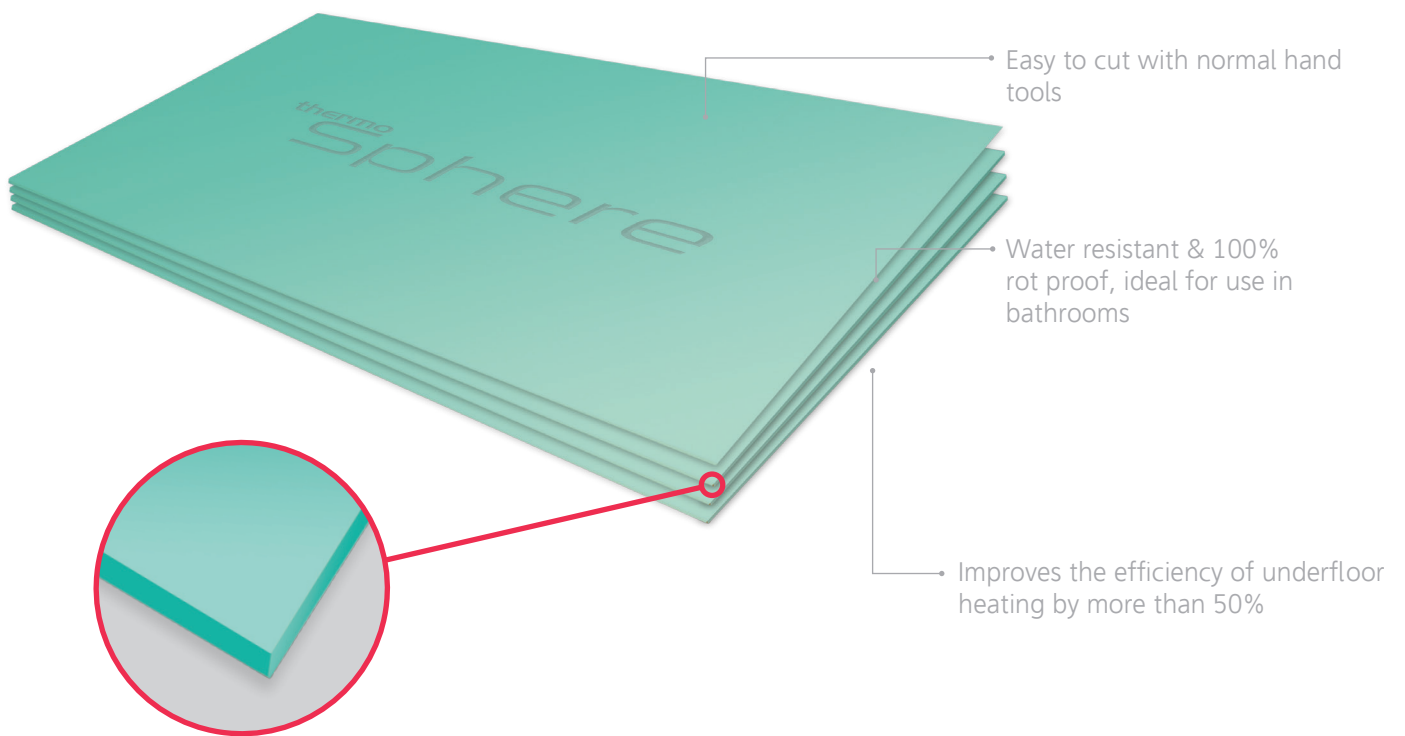 Easy to cut with normal hand
tools
thermo
Sphere
Water resistant & 100%
rot proof, ideal for use in
bathrooms
Improves the efficiency of underfloor
heating by more than 50%